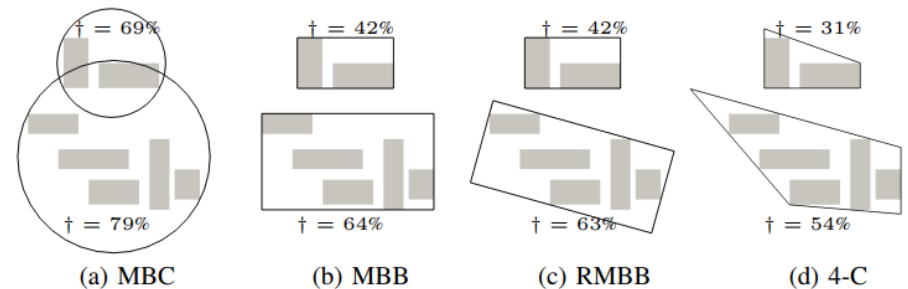 † = 69%
† = 42%
† = 42%
† = 31%
† = 79%
† = 64%
† = 63%
† = 54%
(a) MBC
(b) MBB
(c) RMBB
(d) 4-C